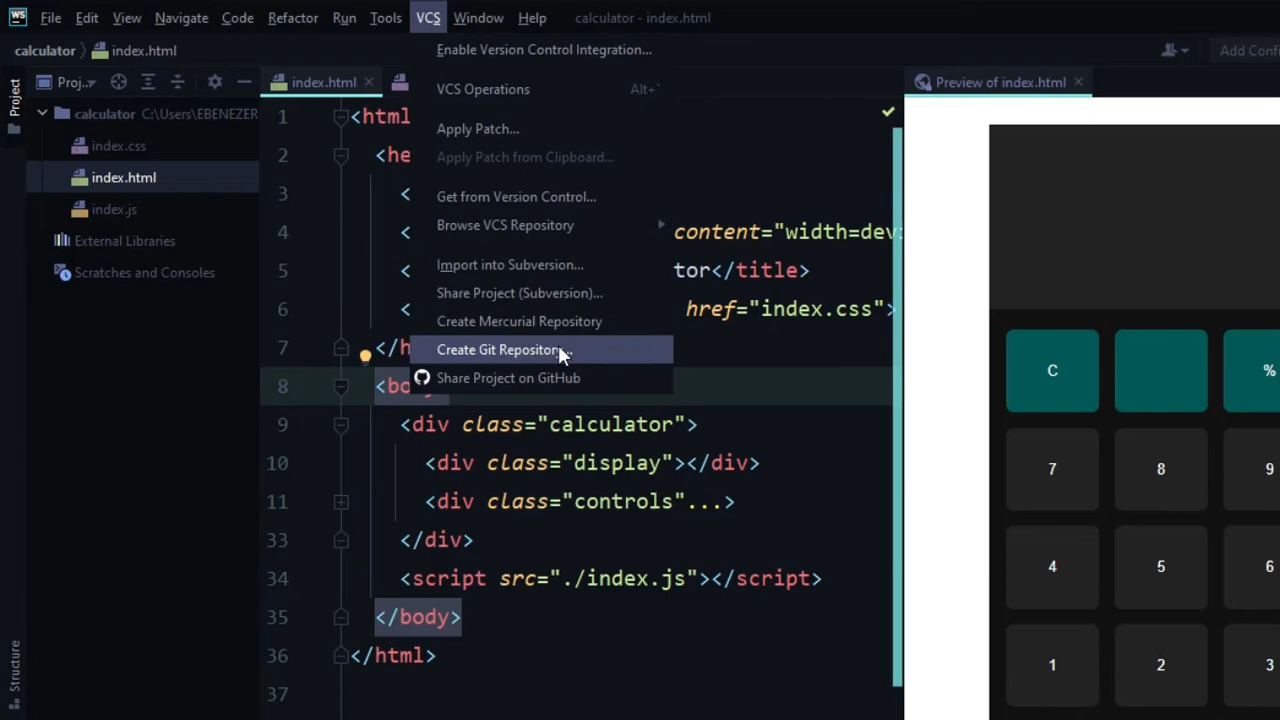 WS File Edit View Navigate Code Refactor Run Tools VCS Window Help calculator - index.html
calculator index.html Add Conf
Project
Proj...
calculator C:\Users\EBENEZER
index.css
index.html
index.js
External Libraries
Scratches and Consoles
Structure
Enable Version Control Integration...
VCS Operations Alt+`
Apply Patch...
Apply Patch from Clipboard...
Get from Version Control...
Browse VCS Repository
Import into Subversion...
Share Project (Subversion)...
Create Mercurial Repository
Create Git Repository...
Share Project on GitHub
index.html
1 <html
2 <he
3 <
4 < content="width=devi
5 < tor</title>
6 < href="index.css">
7 </h
8 <body
9 <div class="calculator">
10 <div class="display"></div>
11 <div class="controls"...>
33 </div>
34 <script src="./index.js"></script>
35 </body>
36 </html>
37
Preview of index.html
C %
7 8 9
4 5 6
1 2 3